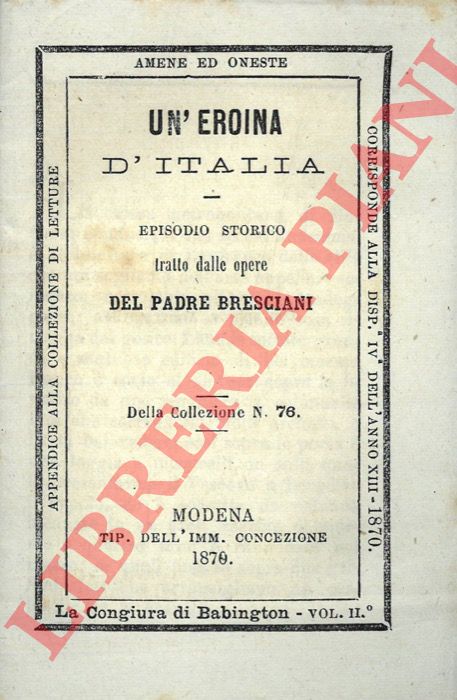 APPENDICE ALLA COLLEZIONE DI LETTURE
AMENE ED ONESTE
CORRISPONDE ALLA DISP.ª IVª DELL'ANNO XIII - 1870.
UN' EROINA
D'ITALIA
EPISODIO STORICO
tratto dalle opere
DEL PADRE BRESCIANI
Della Collezione N. 76.
MODENA
TIP. DELL'IMM. CONCEZIONE
1870.
La Congiura di Babington - VOL. II.º
LIBRERIA PIANI